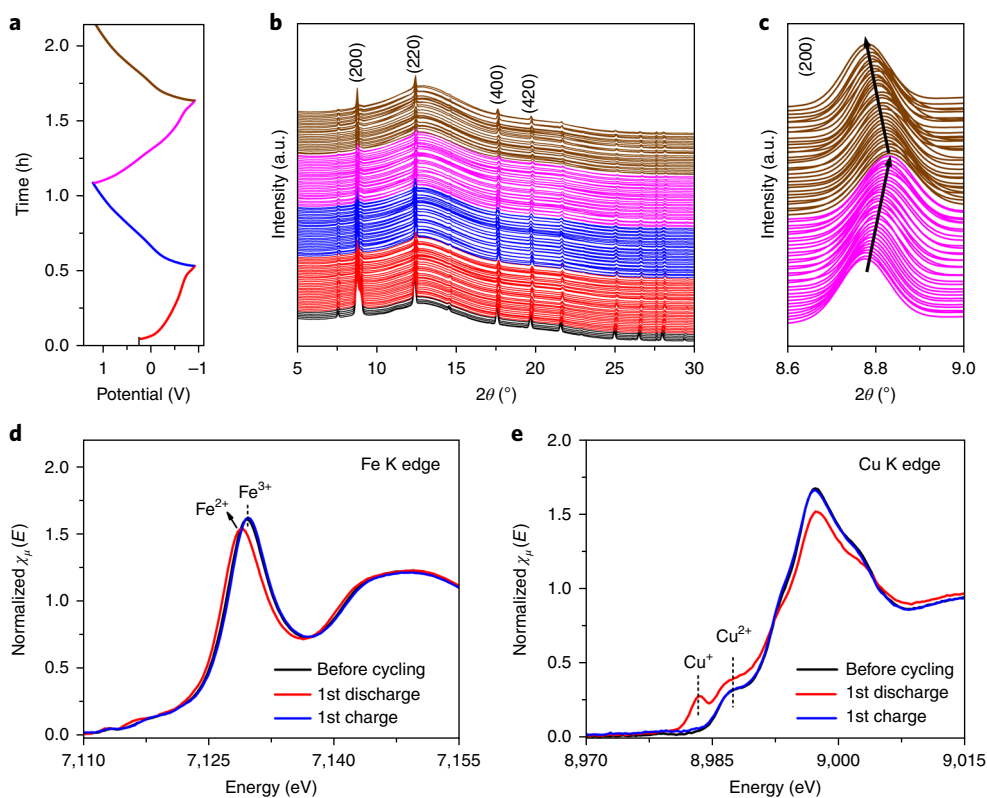 a
2.0
1.5
1.0
0.5
0.0
Time (h)
1 0 −1
Potential (V)
b
(200)
(220)
(400)
(420)
Intensity (a.u.)
5 10 15 20 25 30
2θ (°)
c
(200)
Intensity (a.u.)
8.6 8.8 9.0
2θ (°)
d
Fe K edge
2.0
1.5
1.0
0.5
0.0
Normalized χμ(E)
Fe2+
Fe3+
Before cycling
1st discharge
1st charge
7,110 7,125 7,140 7,155
Energy (eV)
e
Cu K edge
2.0
1.5
1.0
0.5
0.0
Normalized χμ(E)
Cu+
Cu2+
Before cycling
1st discharge
1st charge
8,970 8,985 9,000 9,015
Energy (eV)